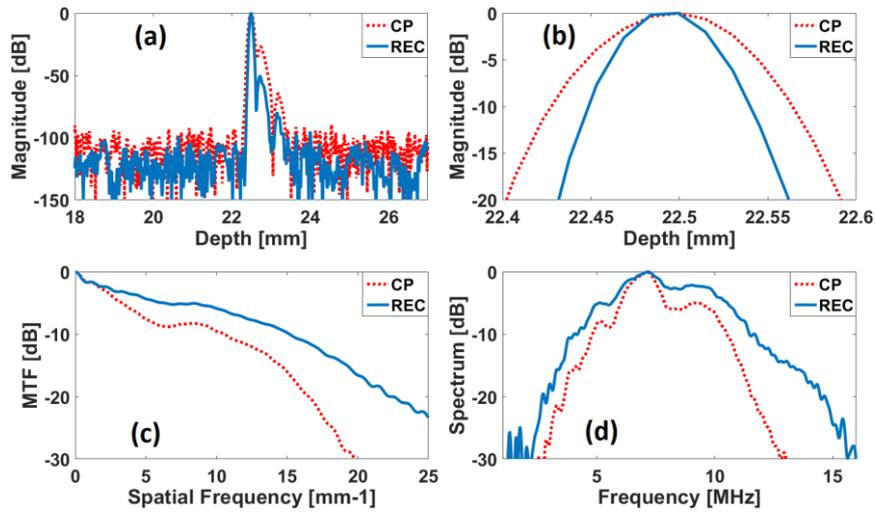 (a)
CP
REC
Magnitude [dB]
0
-50
-100
-150
18
20
22
24
26
Depth [mm]
(b)
CP
REC
Magnitude [dB]
0
-5
-10
-15
-20
22.4
22.45
22.5
22.55
22.6
Depth [mm]
(c)
CP
REC
MTF [dB]
0
-10
-20
-30
0
5
10
15
20
25
Spatial Frequency [mm-1]
(d)
CP
REC
Spectrum [dB]
0
-10
-20
-30
5
10
15
Frequency [MHz]